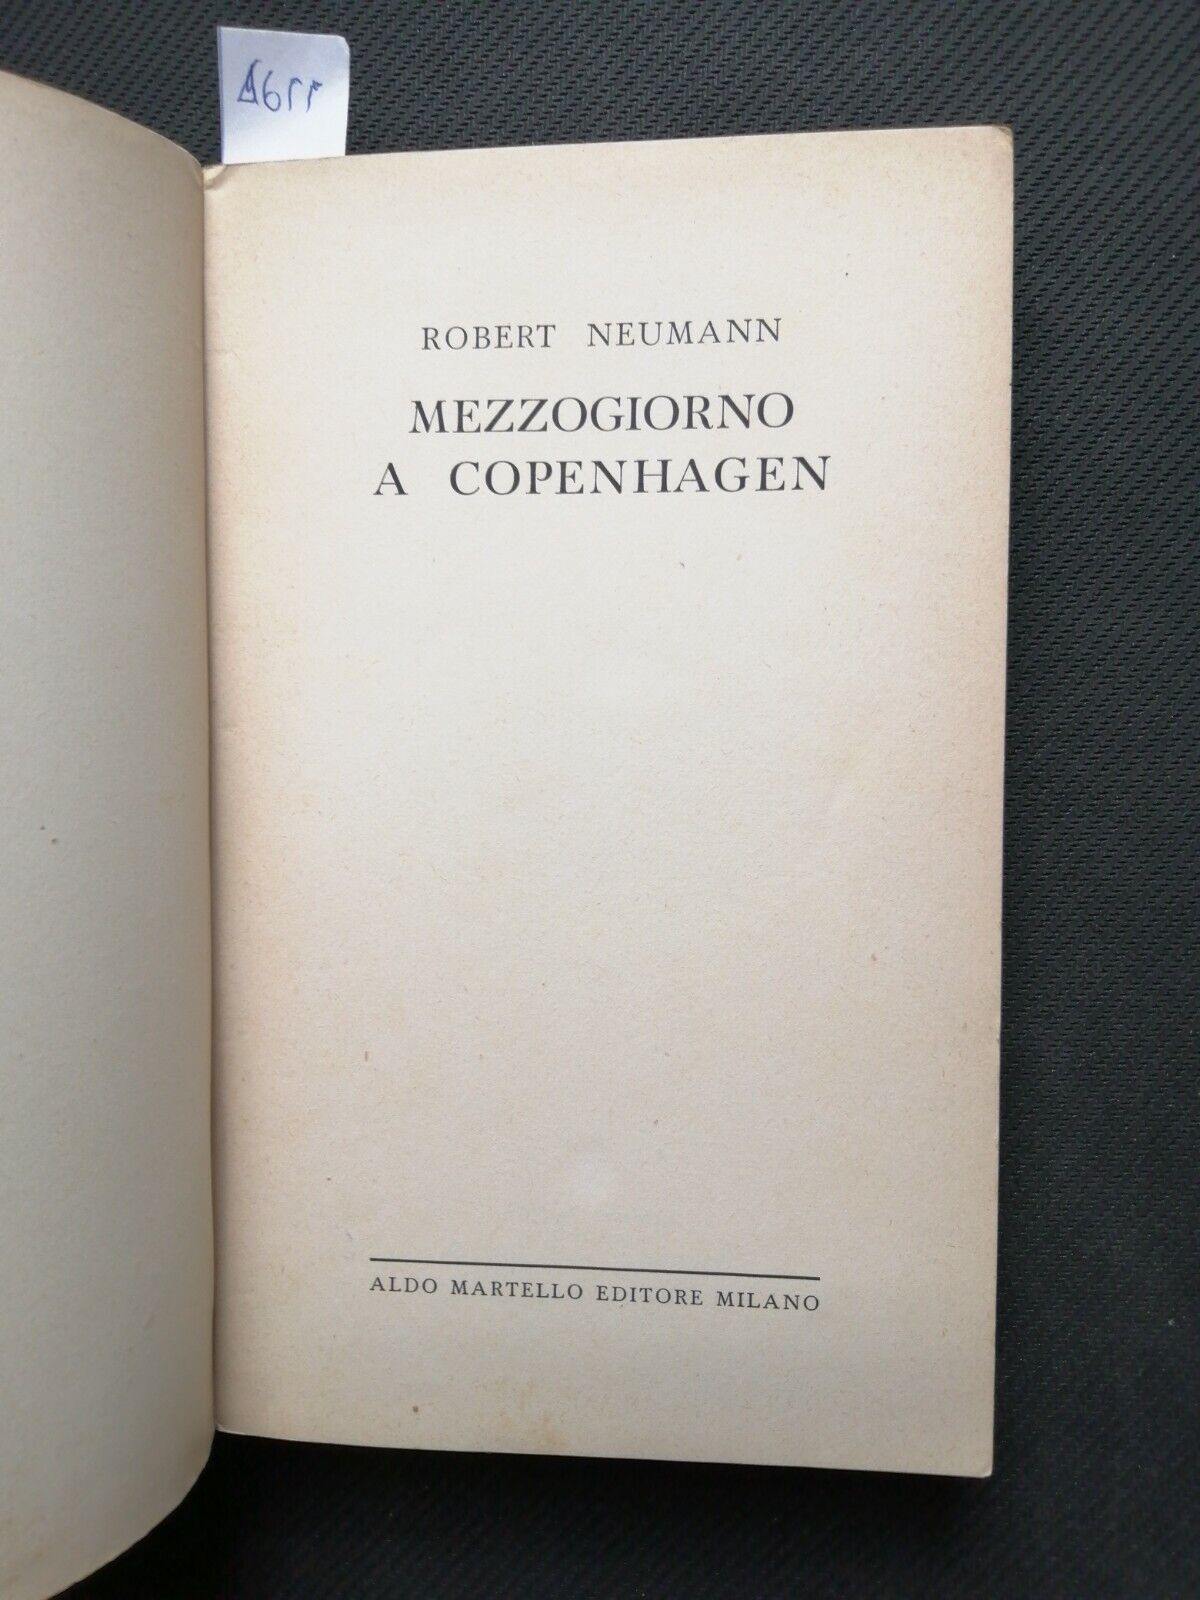 ROBERT NEUMANN
MEZZOGIORNO
A COPENHAGEN
ALDO MARTELLO EDITORE MILANO